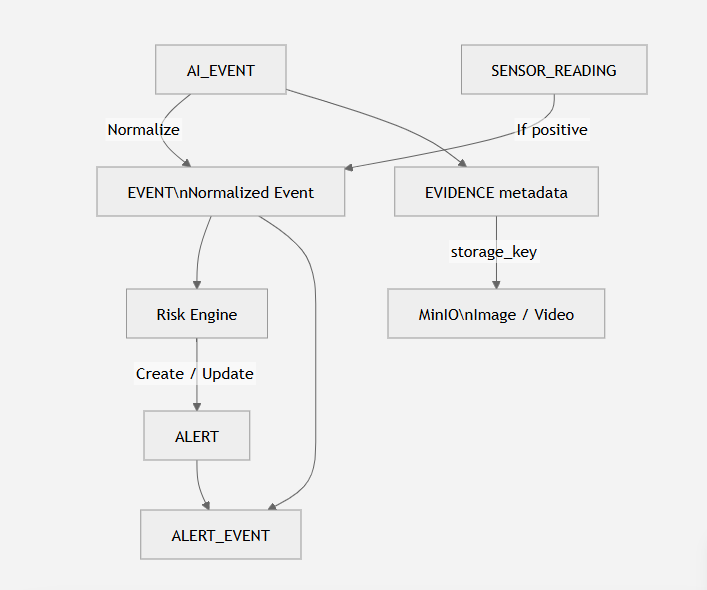 AI_EVENT
SENSOR_READING
Normalize
If positive
EVENT\nNormalized Event
EVIDENCE metadata
storage_key
Risk Engine
MinIO\nImage / Video
Create / Update
ALERT
ALERT_EVENT